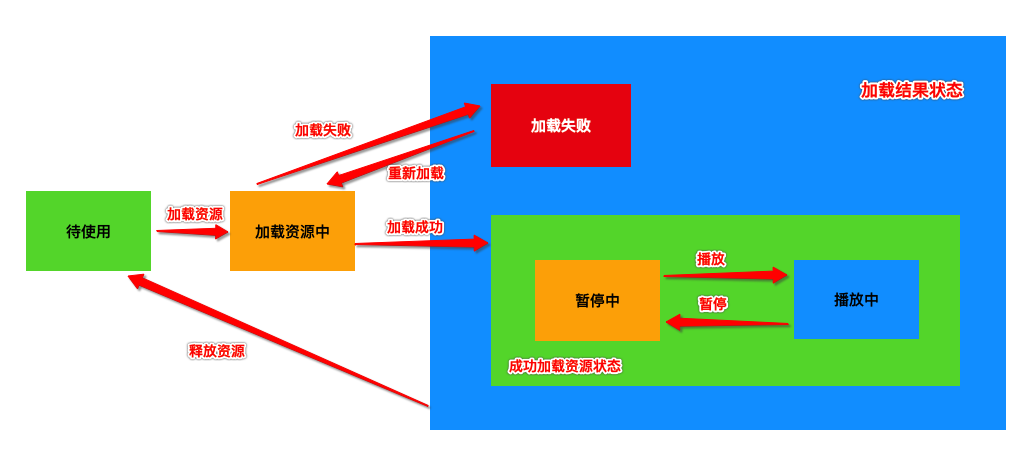 加载结果状态
加载失败
加载失败
重新加载
待使用
加载资源
加载资源中
加载成功
播放
暂停中
暂停
播放中
释放资源
成功加载资源状态